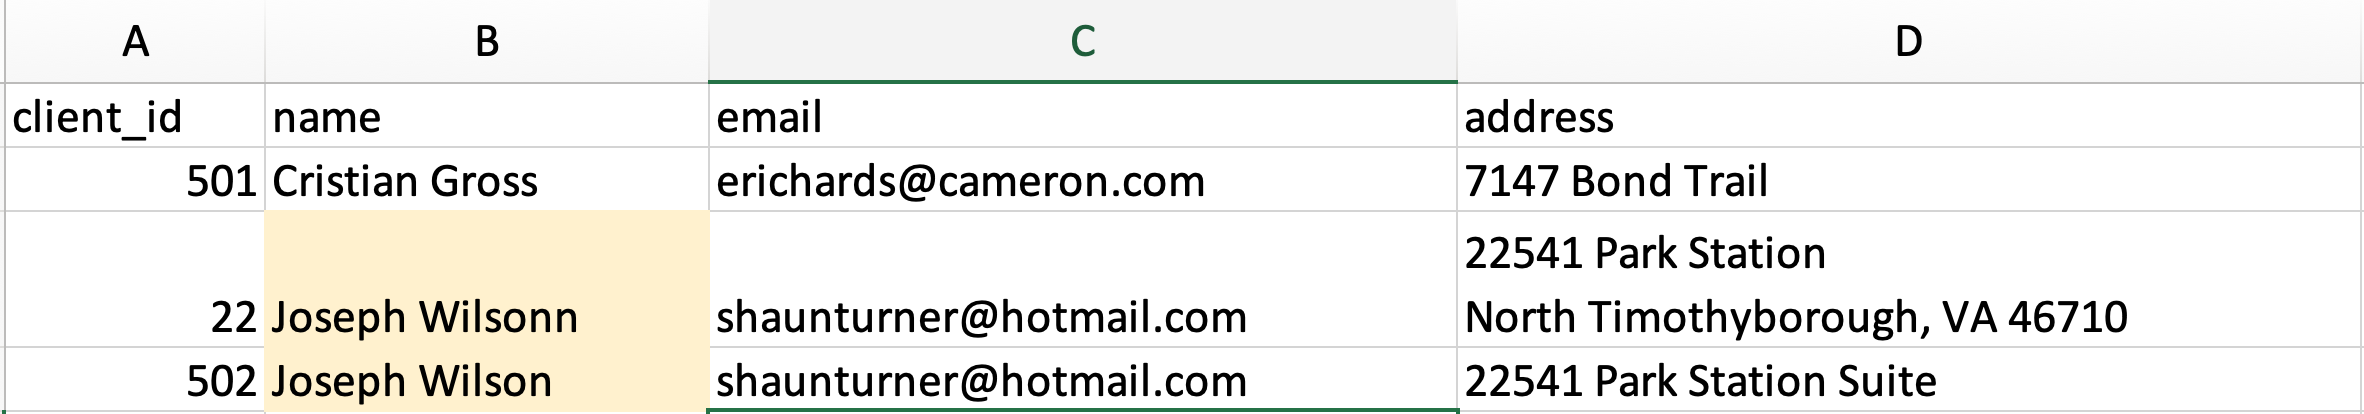 A B C D
client_id name email address
501 Cristian Gross erichards@cameron.com 7147 Bond Trail
22541 Park Station
22 Joseph Wilsonn shaunturner@hotmail.com North Timothyborough, VA 46710
502 Joseph Wilson shaunturner@hotmail.com 22541 Park Station Suite